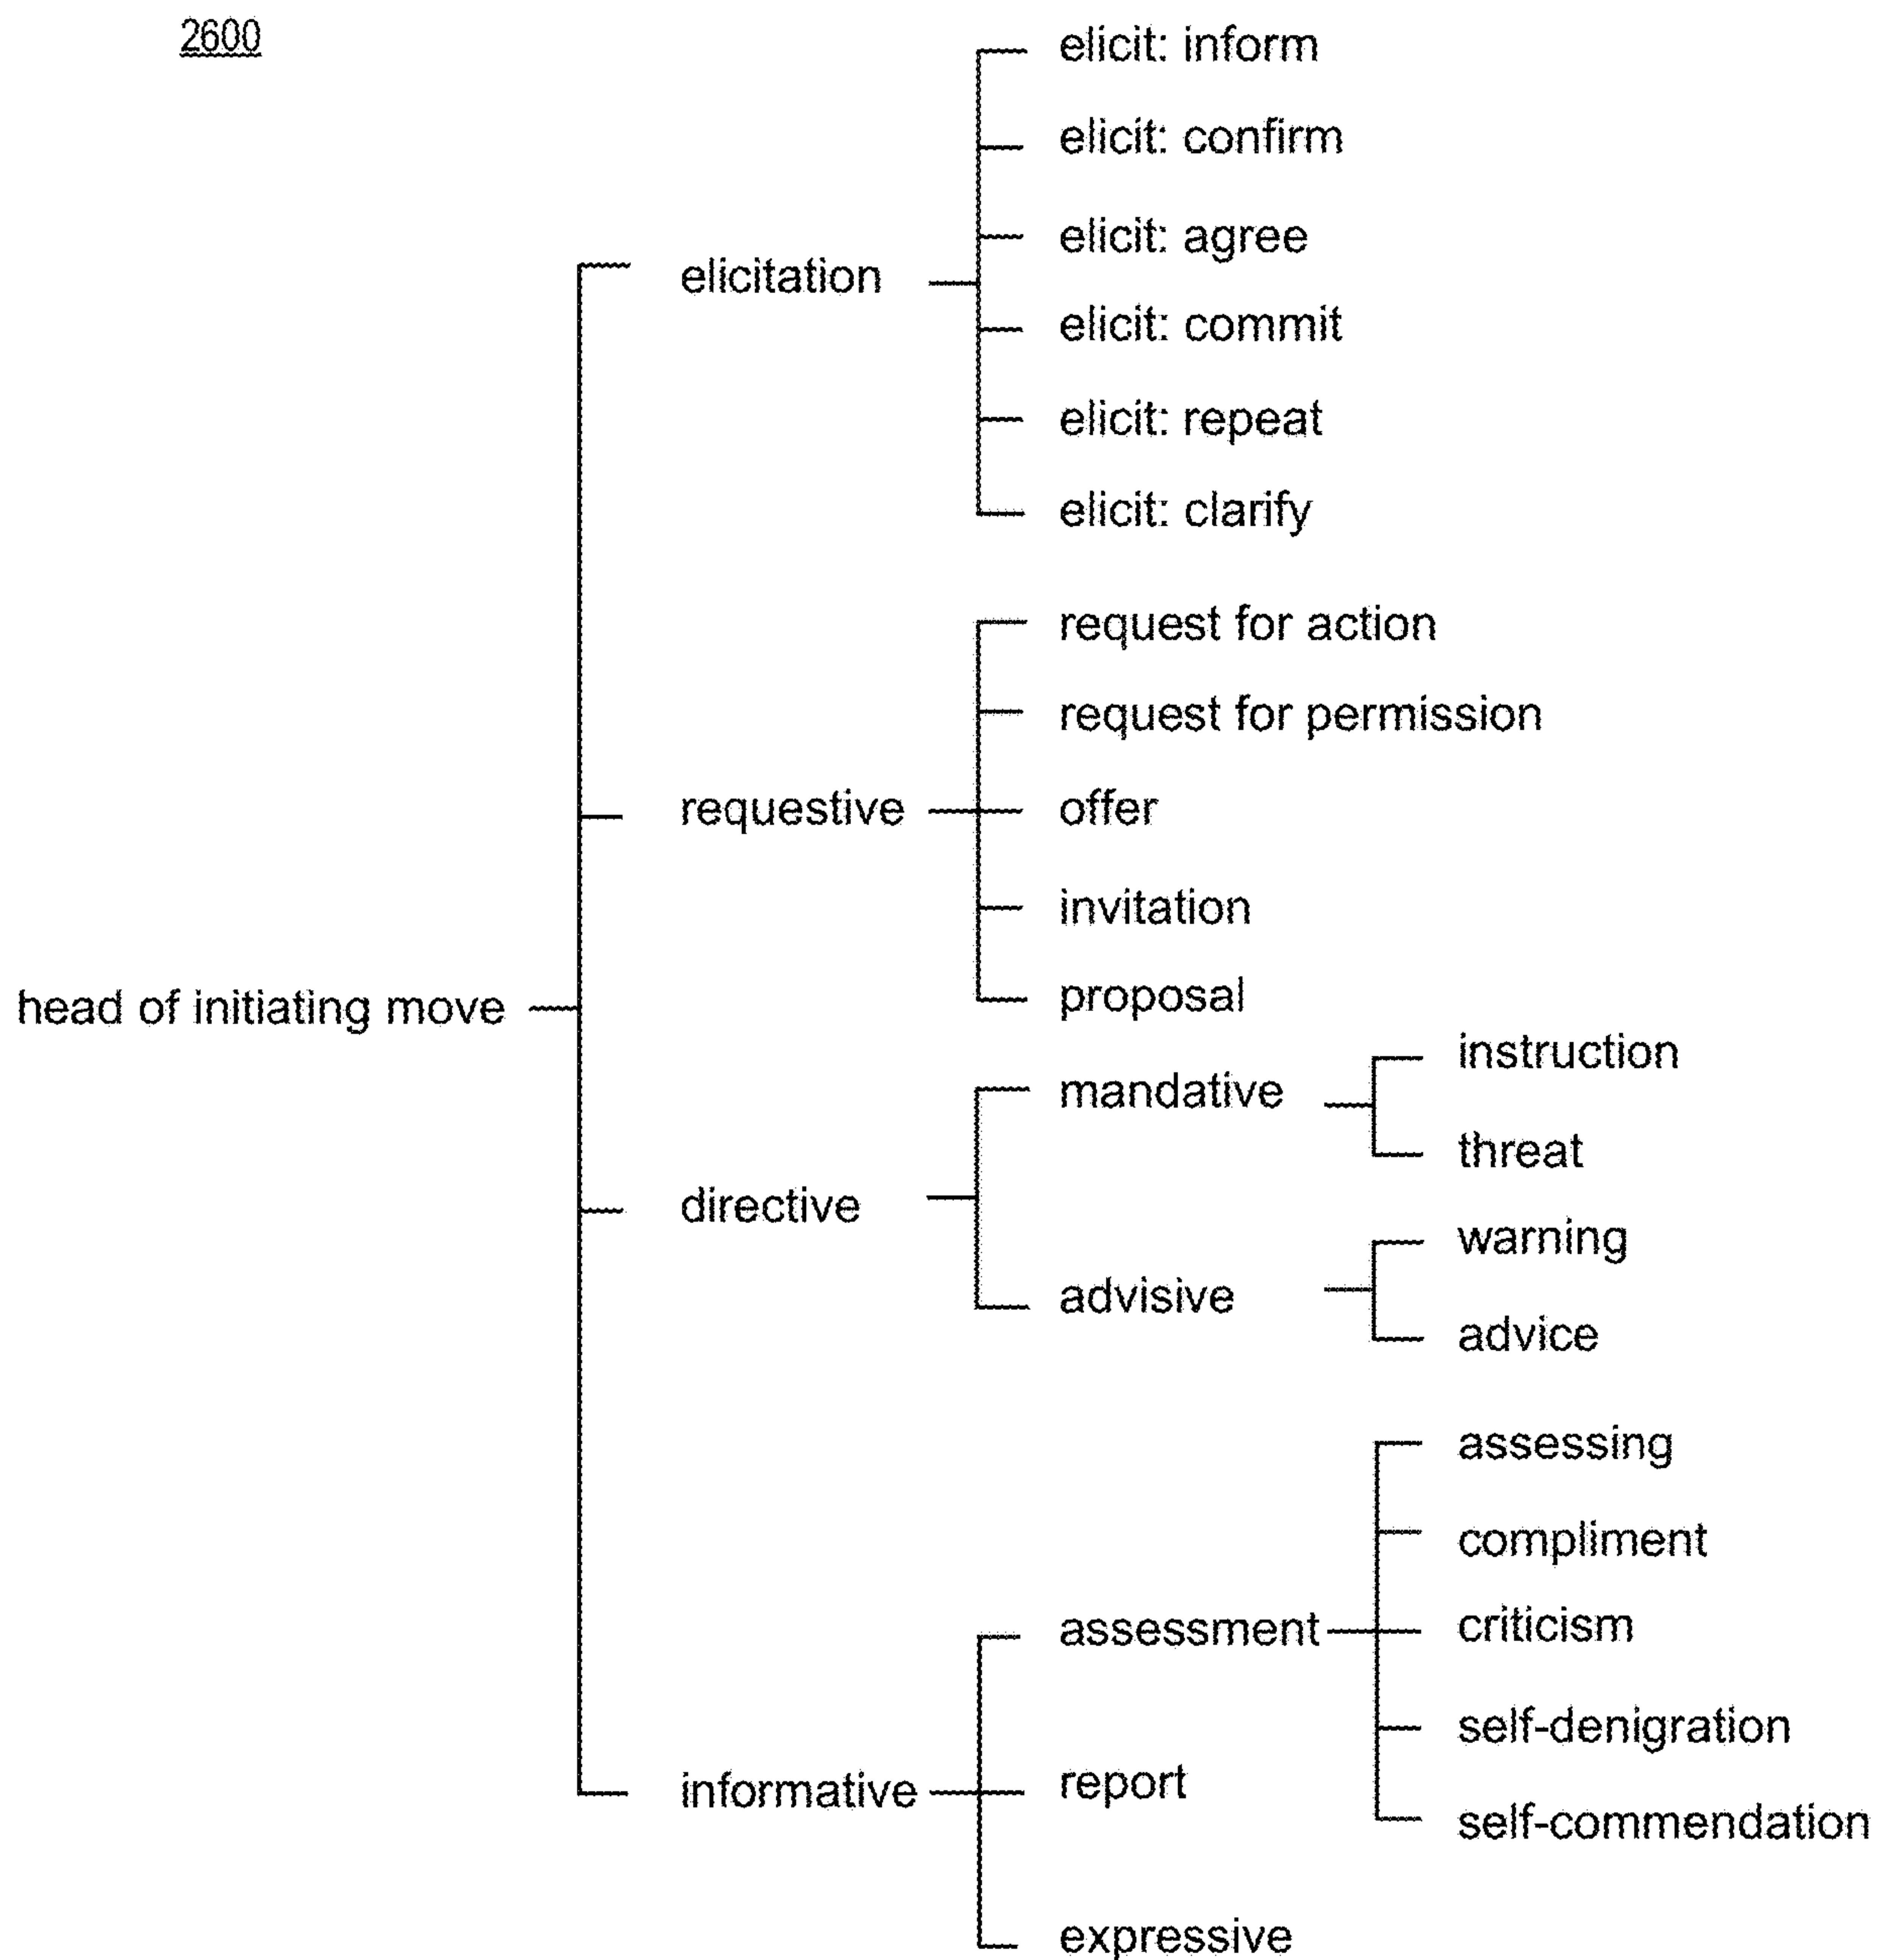 2600
elicit: inform
elicit: confirm
elicit: agree
elicitation
elicit: commit
elicit: repeat
elicit: clarify
request for action
request for permission
requestive
offer
invitation
proposal
head of initiating move
instruction
mandative
threat
directive
warning
advisive
advice
assessing
compliment
assessment
criticism
self-denigration
informative
report
self-commendation
expressive